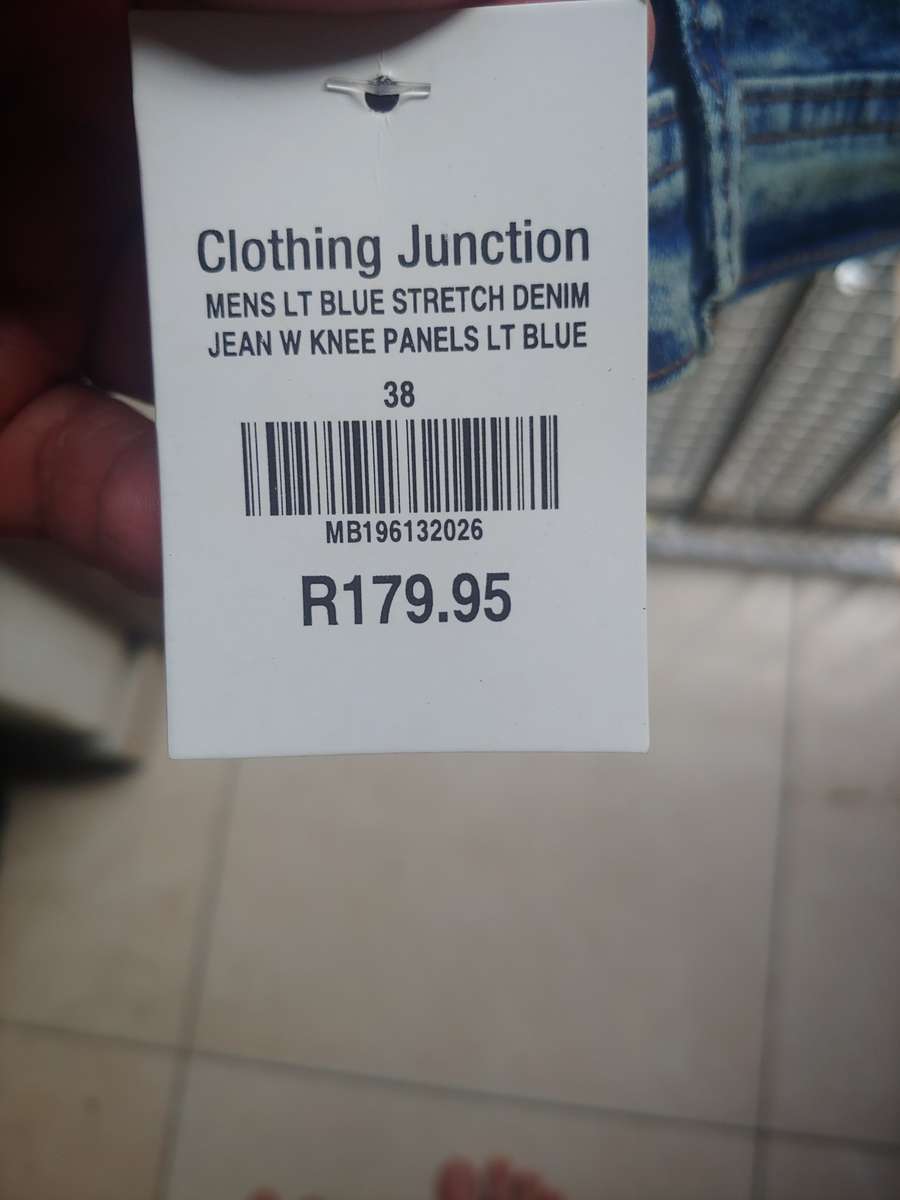 Clothing Junction
MENS LT BLUE STRETCH DENIM
JEAN W KNEE PANELS LT BLUE
38
MB196132026
R179.95